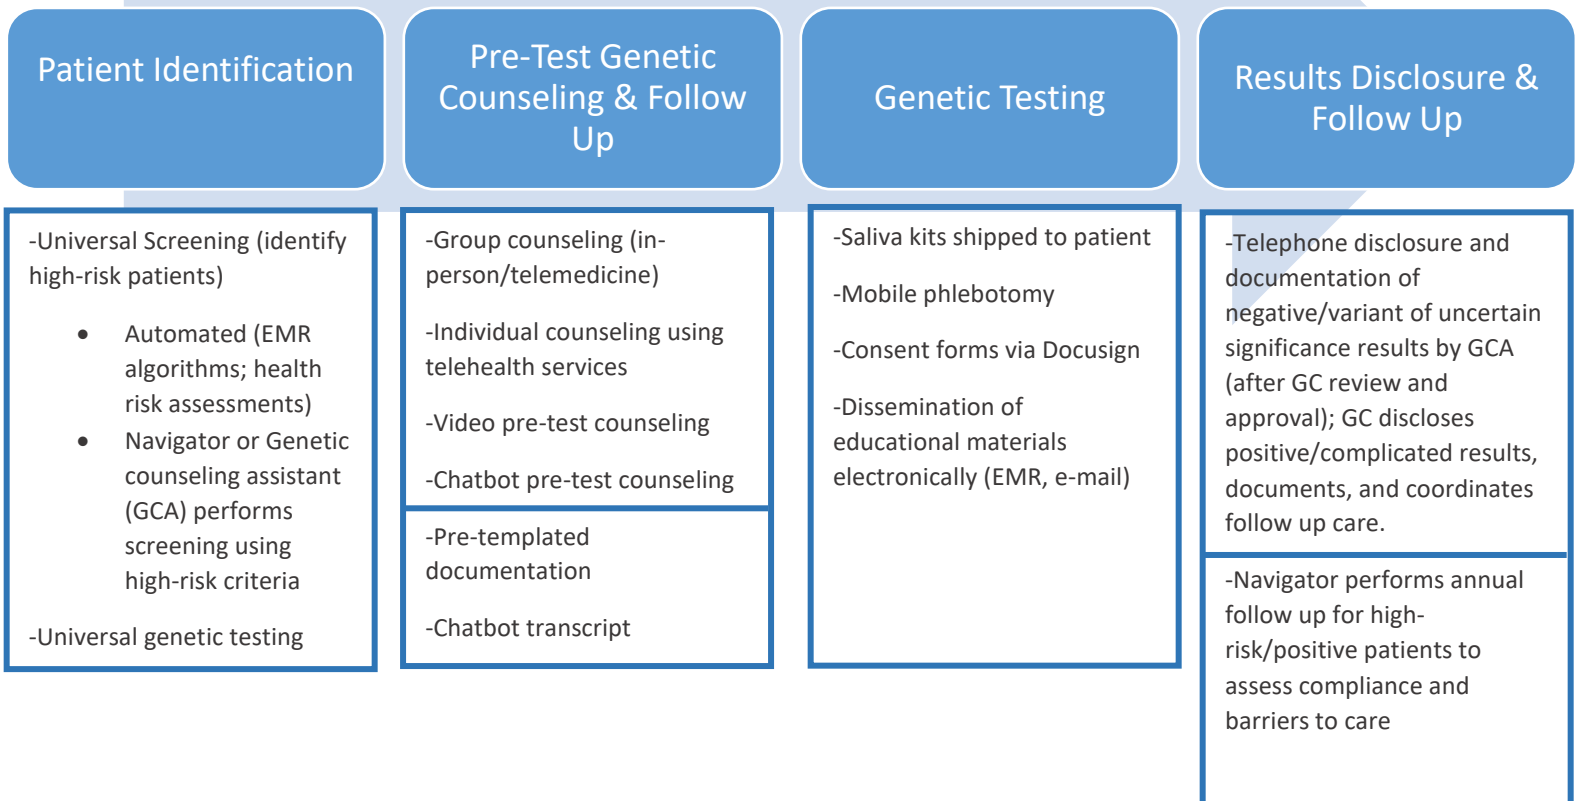 Patient Identification
Pre-Test Genetic
Counseling & Follow
Up
Genetic Testing
Results Disclosure &
Follow Up
-Universal Screening (identify
high-risk patients)
• Automated (EMR
algorithms; health
risk assessments)
• Navigator or Genetic
counseling assistant
(GCA) performs
screening using
high-risk criteria
-Universal genetic testing
-Group counseling (in-
person/telemedicine)
-Individual counseling using
telehealth services
-Video pre-test counseling
-Chatbot pre-test counseling
-Pre-templated
documentation
-Chatbot transcript
-Saliva kits shipped to patient
-Mobile phlebotomy
-Consent forms via Docusign
-Dissemination of
educational materials
electronically (EMR, e-mail)
-Telephone disclosure and
documentation of
negative/variant of uncertain
significance results by GCA
(after GC review and
approval); GC discloses
positive/complicated results,
documents, and coordinates
follow up care.
-Navigator performs annual
follow up for high-
risk/positive patients to
assess compliance and
barriers to care